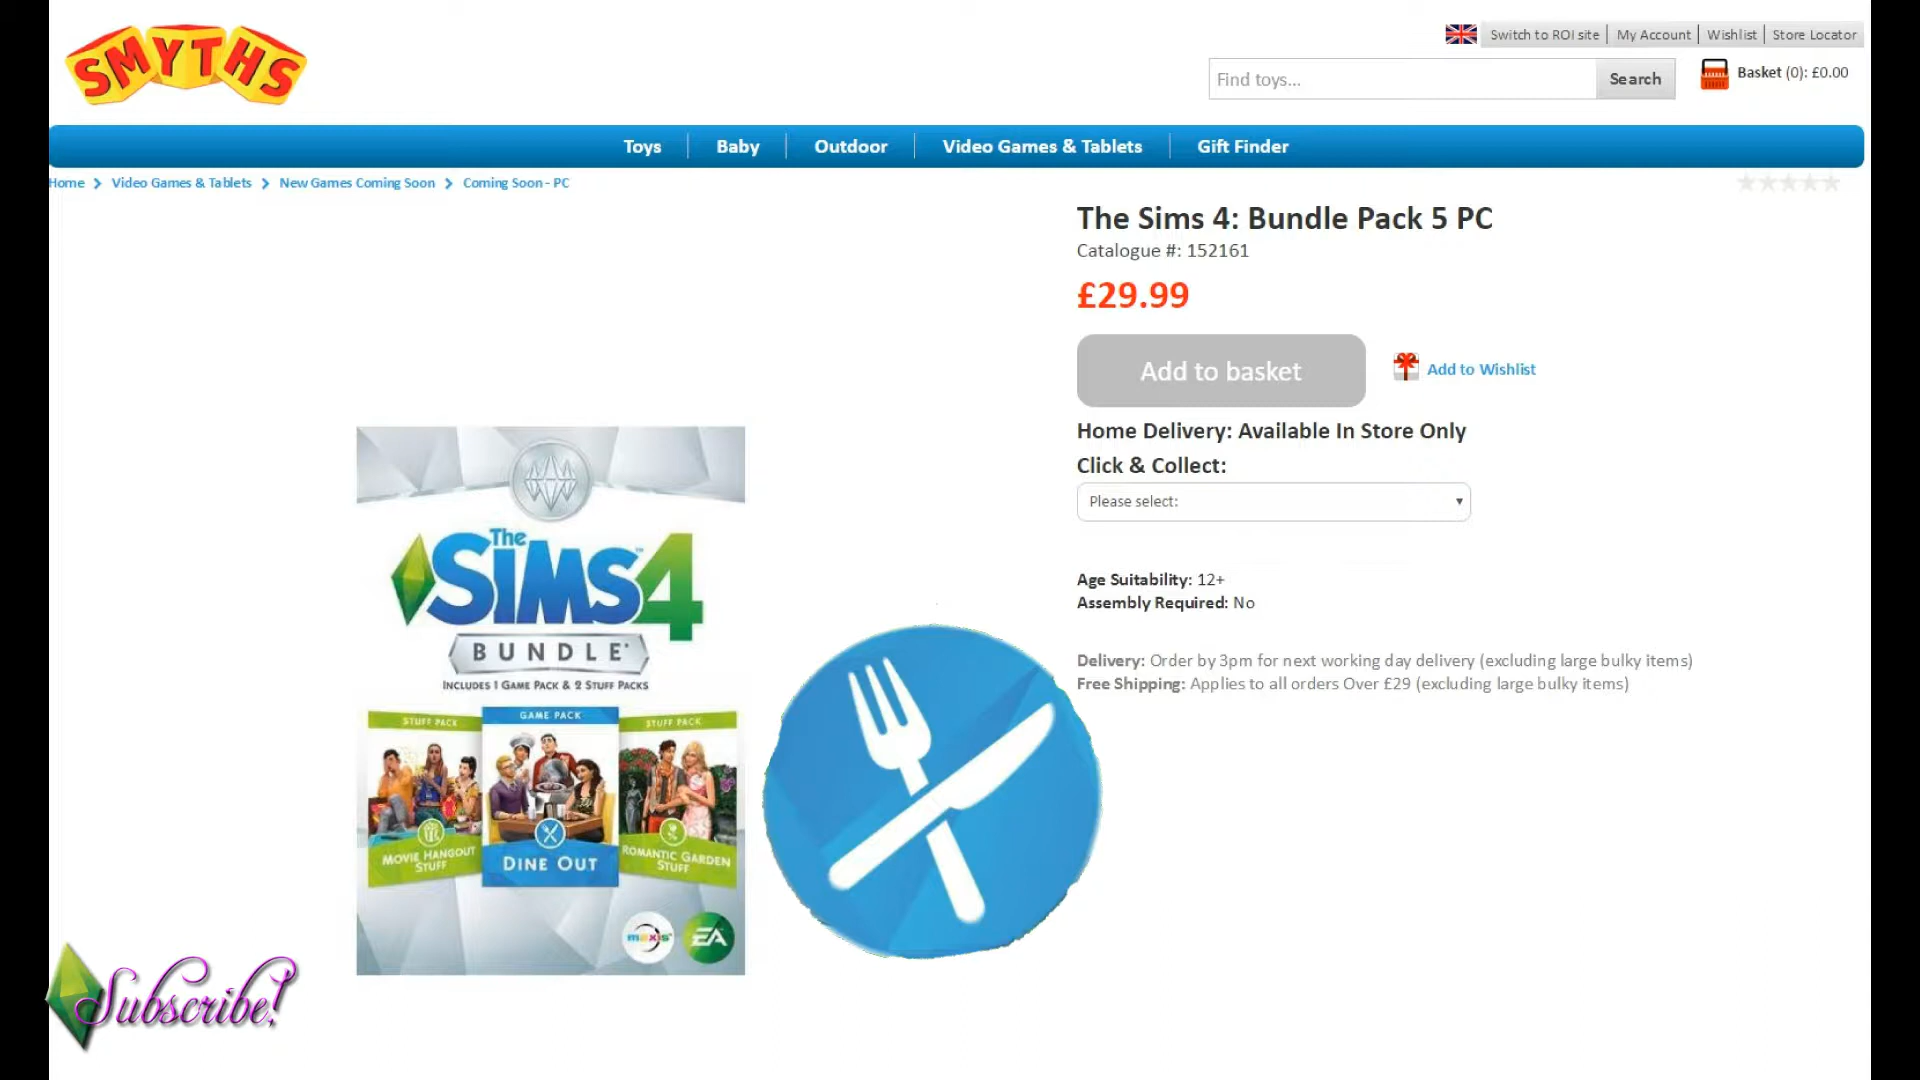 SMYTHS
Switch to ROI site | My Account | Wishlist | Store Locator
Find toys...
Search
Basket (0): £0.00
Toys
Baby
Outdoor
Video Games & Tablets
Gift Finder
Home > Video Games & Tablets > New Games Coming Soon > Coming Soon - PC
The Sims 4: Bundle Pack 5 PC
Catalogue #: 152161
£29.99
Add to basket
Add to Wishlist
Home Delivery: Available In Store Only
Click & Collect:
Please select:
Age Suitability: 12+
Assembly Required: No
Delivery: Order by 3pm for next working day delivery (excluding large bulky items)
Free Shipping: Applies to all orders Over £29 (excluding large bulky items)
The
SIMS 4
BUNDLE
INCLUDES 1 GAME PACK & 2 STUFF PACKS
STUFF PACK
MOVIE HANGOUT
STUFF
GAME PACK
DINE OUT
STUFF PACK
ROMANTIC GARDEN
STUFF
maxis
EA
Subscribe!